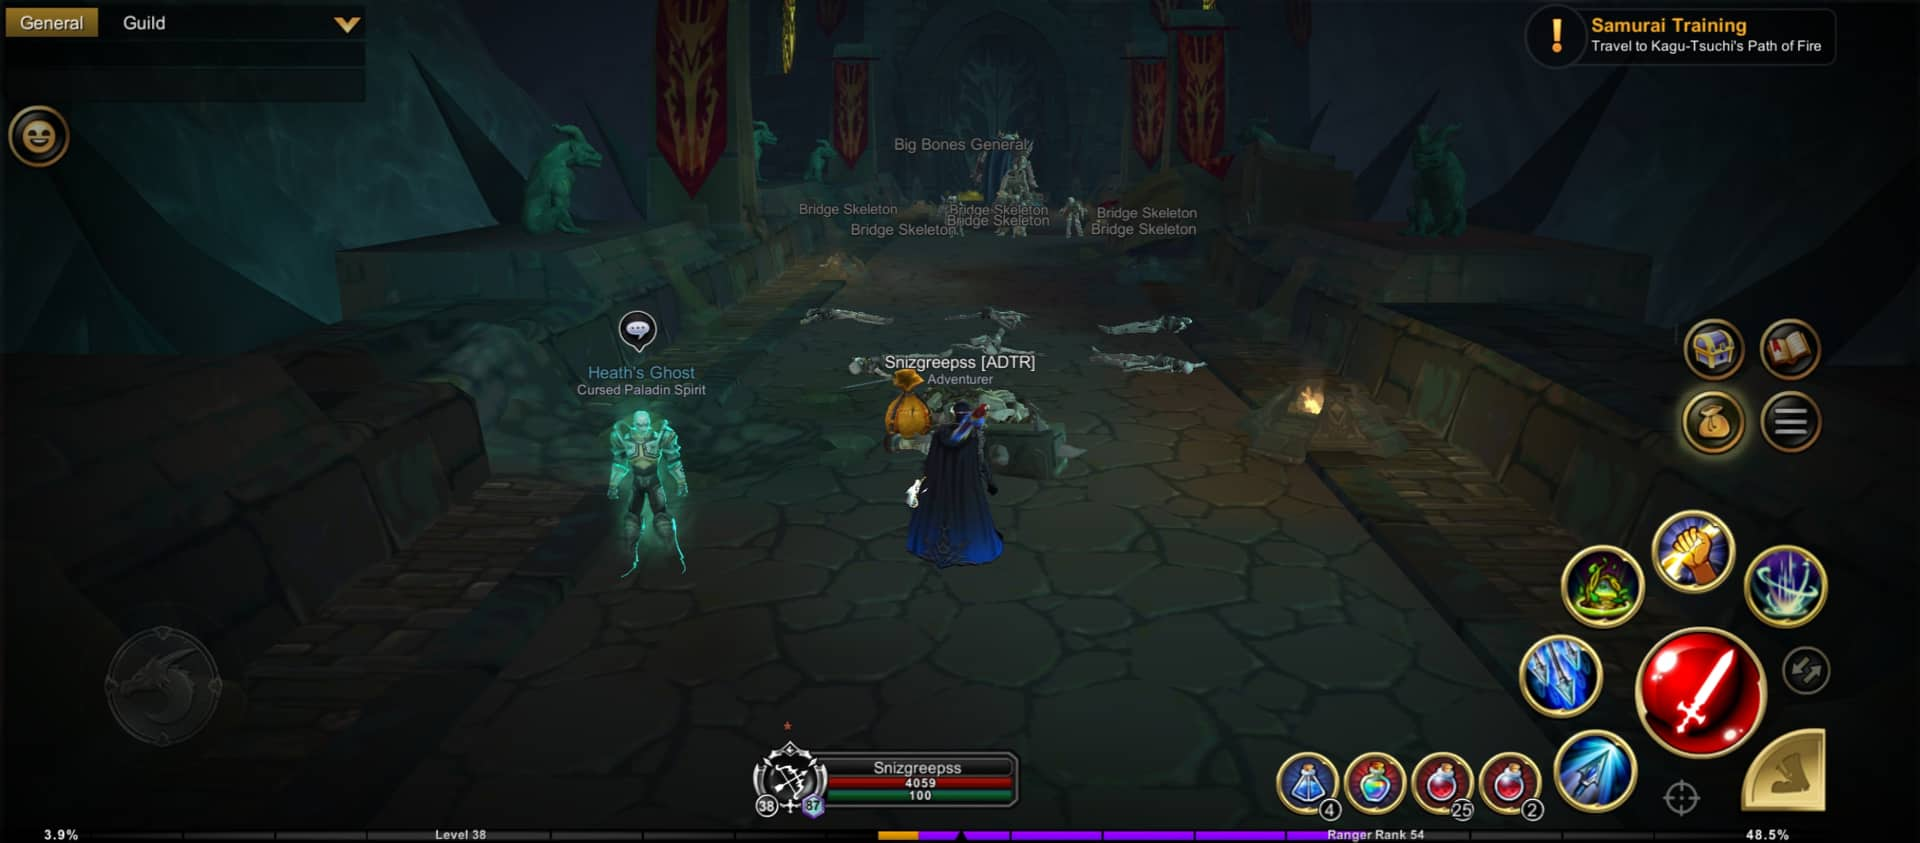 General
Guild
Samurai Training
Travel to Kagu-Tsuchi's Path of Fire
Big Bones General
Bridge Skeleton
Bridge Skeleton
Bridge Skeleton
Bridge Skeleton
Bridge Skeleton
Bridge Skeleton
Snizgreepss [ADTR]
Adventurer
Heath's Ghost
Cursed Paladin Spirit
Snizgreepss
4059
100
38
87
4
25
2
3.9%
Level 38
Ranger Rank 54
48.5%